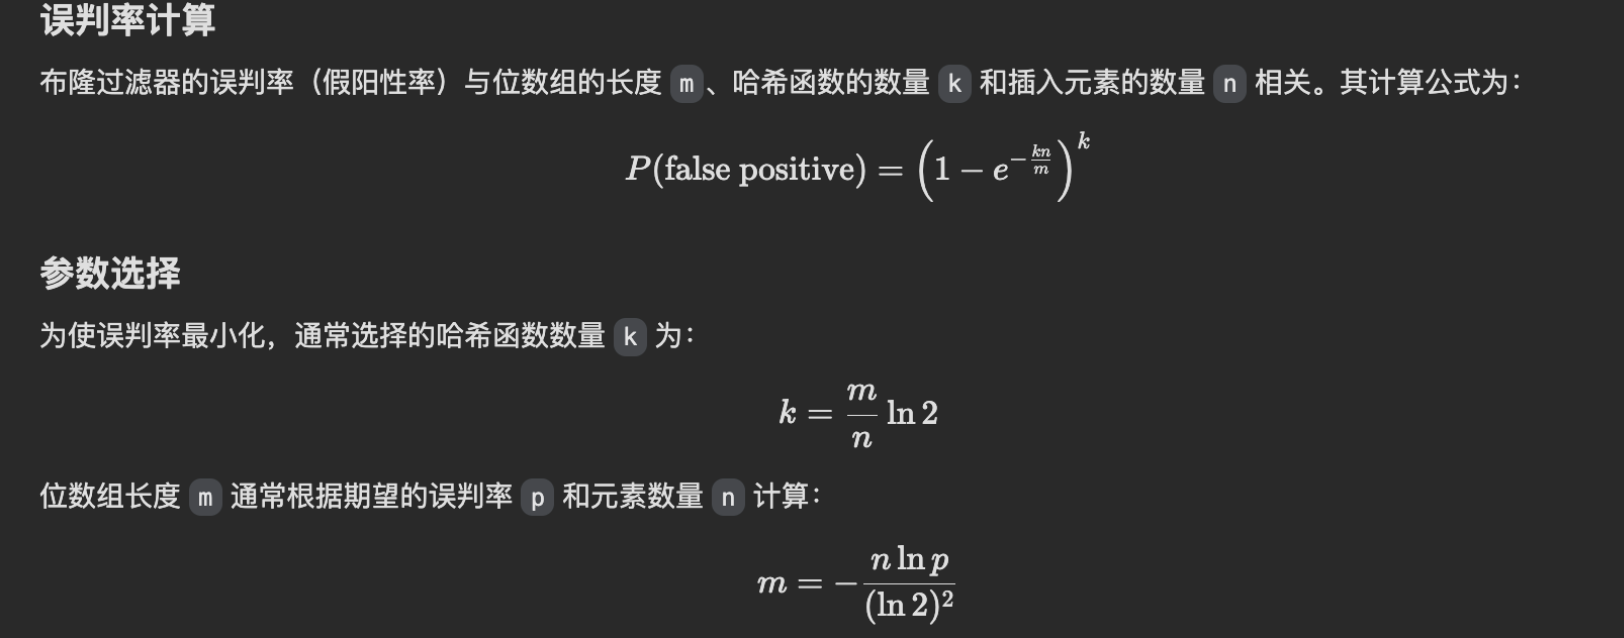 误判率计算
布隆过滤器的误判率（假阳性率）与位数组的长度 m、哈希函数的数量 k 和插入元素的数量 n 相关。其计算公式为：
P(false positive) = (1 − e^{−\frac{kn}{m}})^k
参数选择
为使误判率最小化，通常选择的哈希函数数量 k 为：
k = \frac{m}{n} ln 2
位数组长度 m 通常根据期望的误判率 p 和元素数量 n 计算：
m = −\frac{n ln p}{(ln 2)^2}